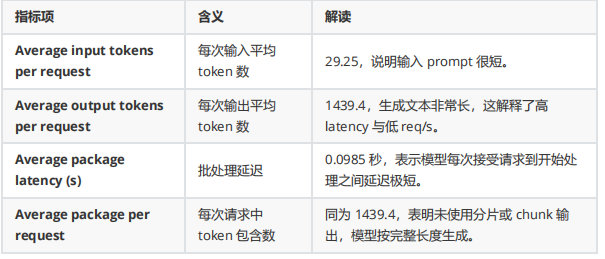 指标项 含义 解读
Average input tokens
per request
每次输入平均
token 数
29.25，说明输入 prompt 很短。
Average output tokens
per request
每次输出平均
token 数
1439.4，生成文本非常长，这解释了高
latency 与低 req/s。
Average package
latency (s)
批处理延迟
0.0985 秒，表示模型每次接受请求到开始处
理之间延迟极短。
Average package per
request
每次请求中
token 包含数
同为 1439.4，表明未使用分片或 chunk 输
出，模型按完整长度生成。